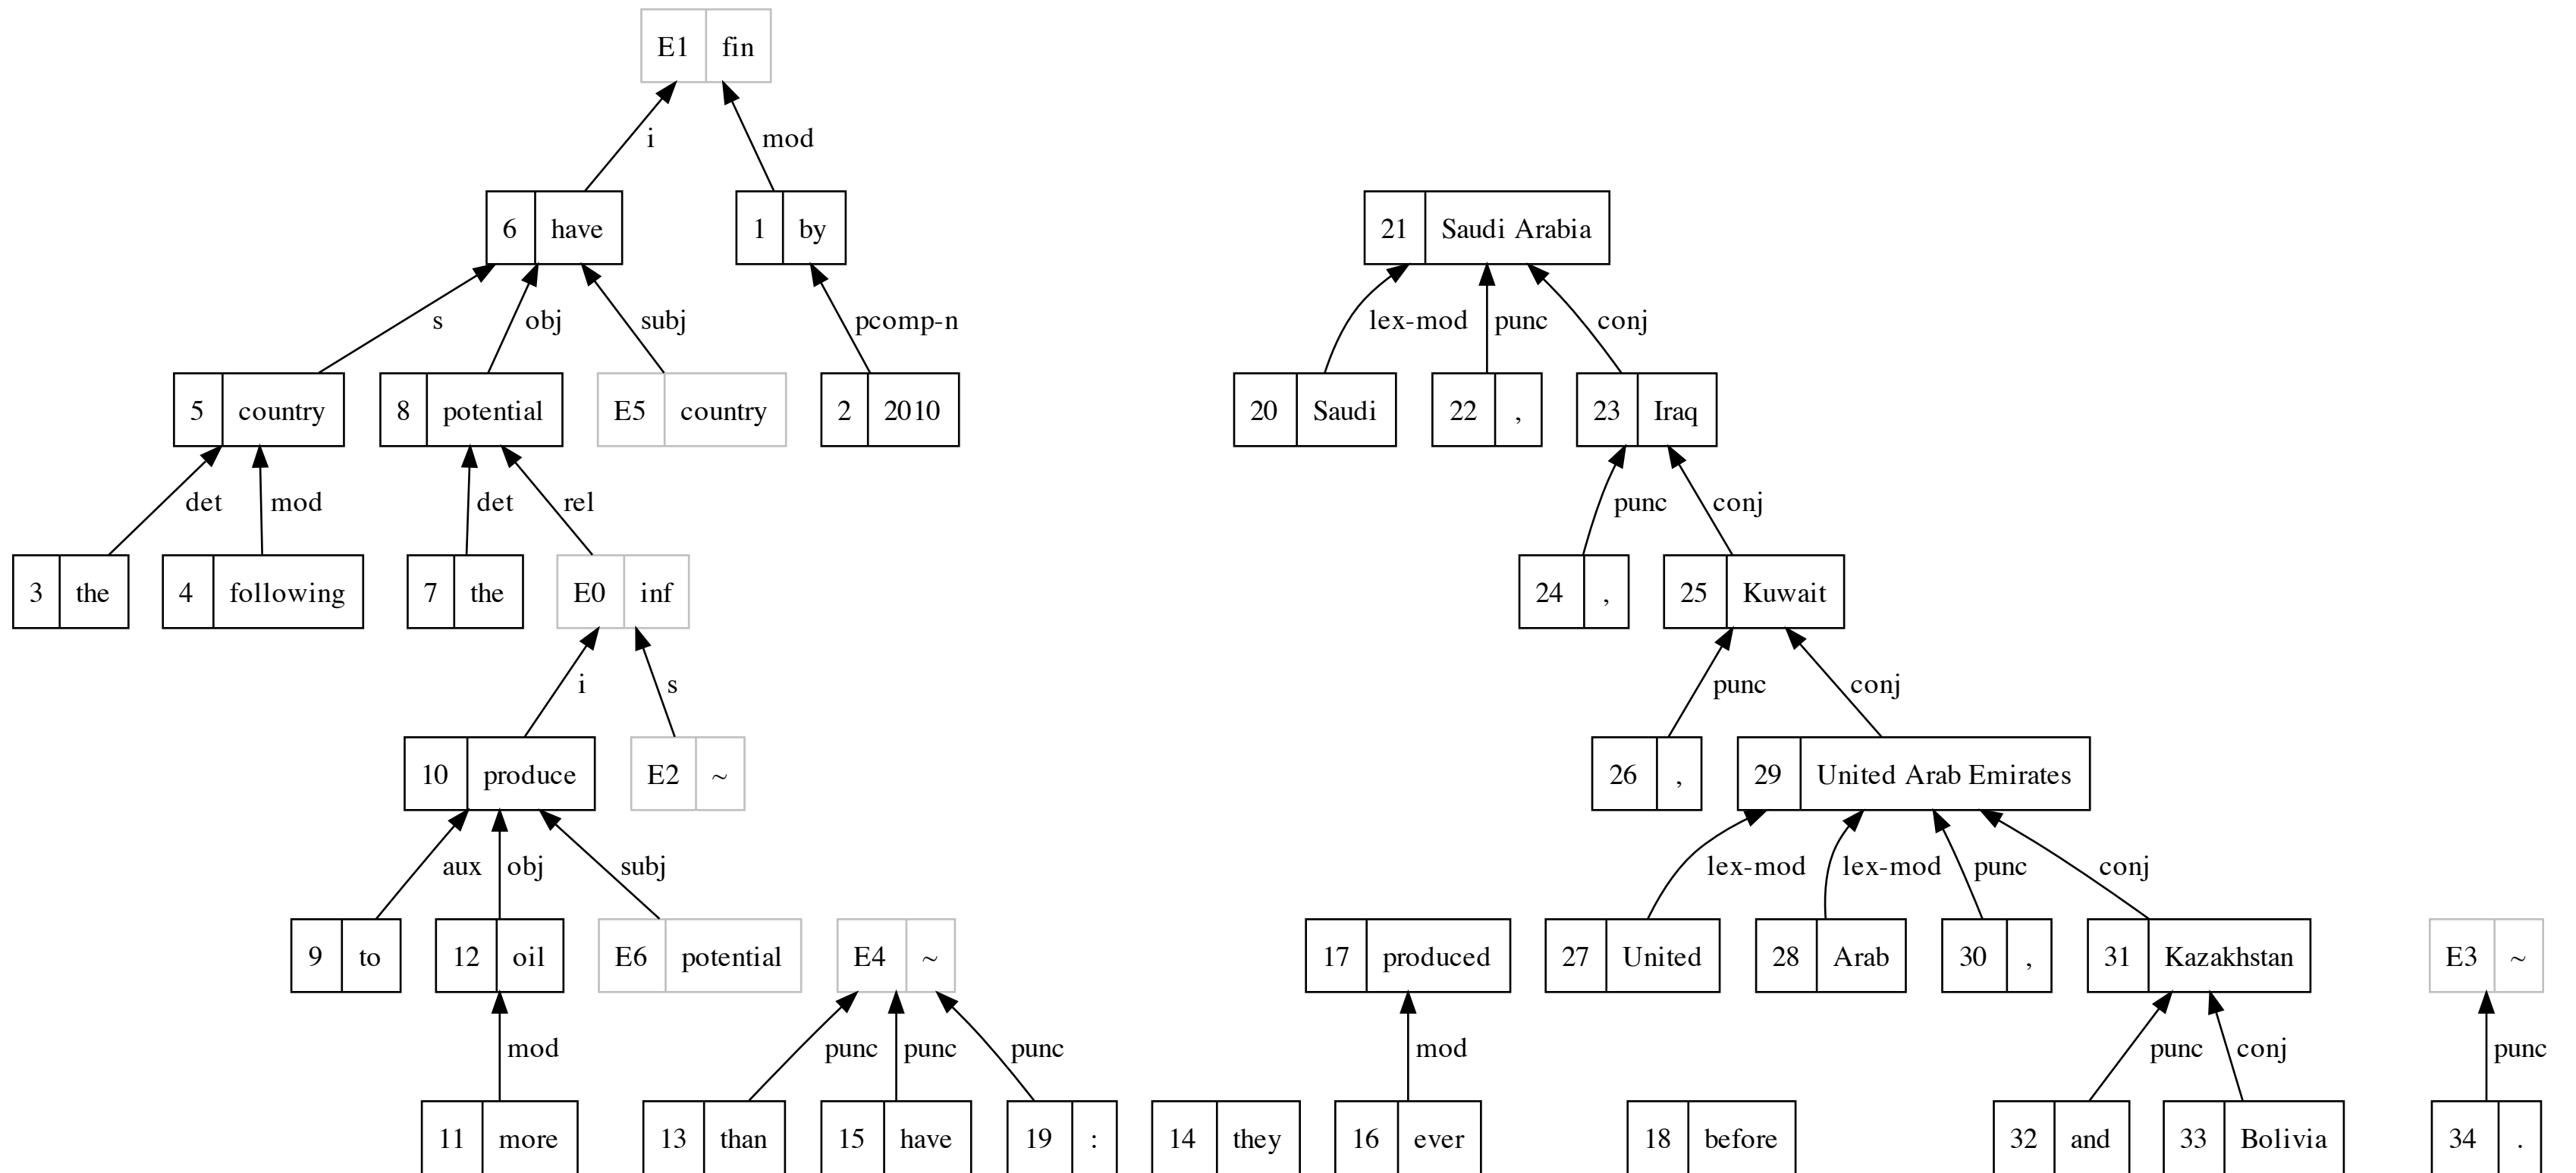 E1 fin
i mod
6 have 1 by 21 Saudi Arabia
s obj subj pcomp-n lex-mod punc conj
5 country 8 potential E5 country 2 2010 20 Saudi 22 , 23 Iraq
det mod det rel punc conj
3 the 4 following 7 the E0 inf 24 , 25 Kuwait
i s punc conj
10 produce E2 ~ 26 , 29 United Arab Emirates
aux obj subj lex-mod lex-mod punc conj
9 to 12 oil E6 potential E4 ~ 17 produced 27 United 28 Arab 30 , 31 Kazakhstan E3 ~
mod punc punc punc mod punc conj punc
11 more 13 than 15 have 19 : 14 they 16 ever 18 before 32 and 33 Bolivia 34 .